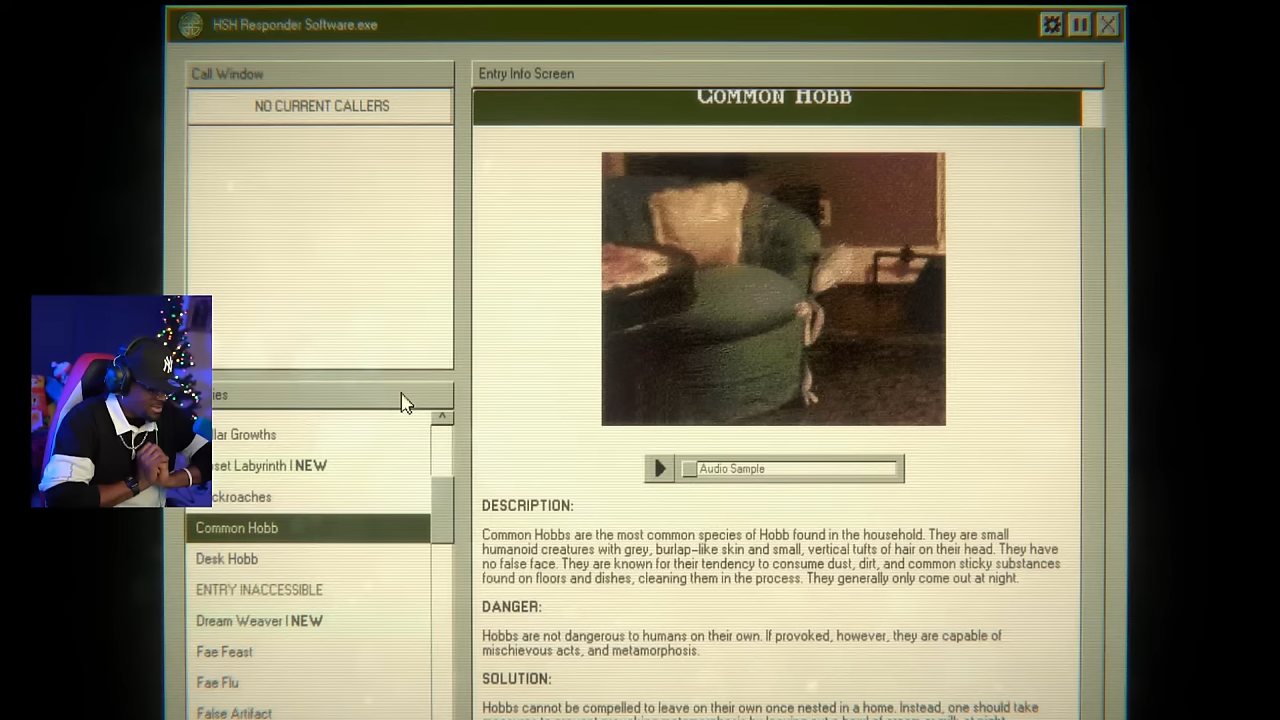 HSH Responder Software.exe
Call Window
NO CURRENT CALLERS
Entry Info Screen
COMMON HOBB
Audio Sample
DESCRIPTION:
Common Hobbs are the most common species of Hobb found in the household. They are small
humanoid creatures with grey, burlap-like skin and small, vertical tufts of hair on their head. They have
no false face. They are known for their tendency to consume dust, dirt, and common sticky substances
found on floors and dishes, cleaning them in the process. They generally only come out at night.
DANGER:
Hobbs are not dangerous to humans on their own. If provoked, however, they are capable of
mischievous acts, and metamorphosis.
SOLUTION:
Hobbs cannot be compelled to leave on their own once nested in a home. Instead, one should take
ies
llar Growths
oset Labyrinth | NEW
ckroaches
Common Hobb
Desk Hobb
ENTRY INACCESSIBLE
Dream Weaver | NEW
Fae Feast
Fae Flu
False Artifact